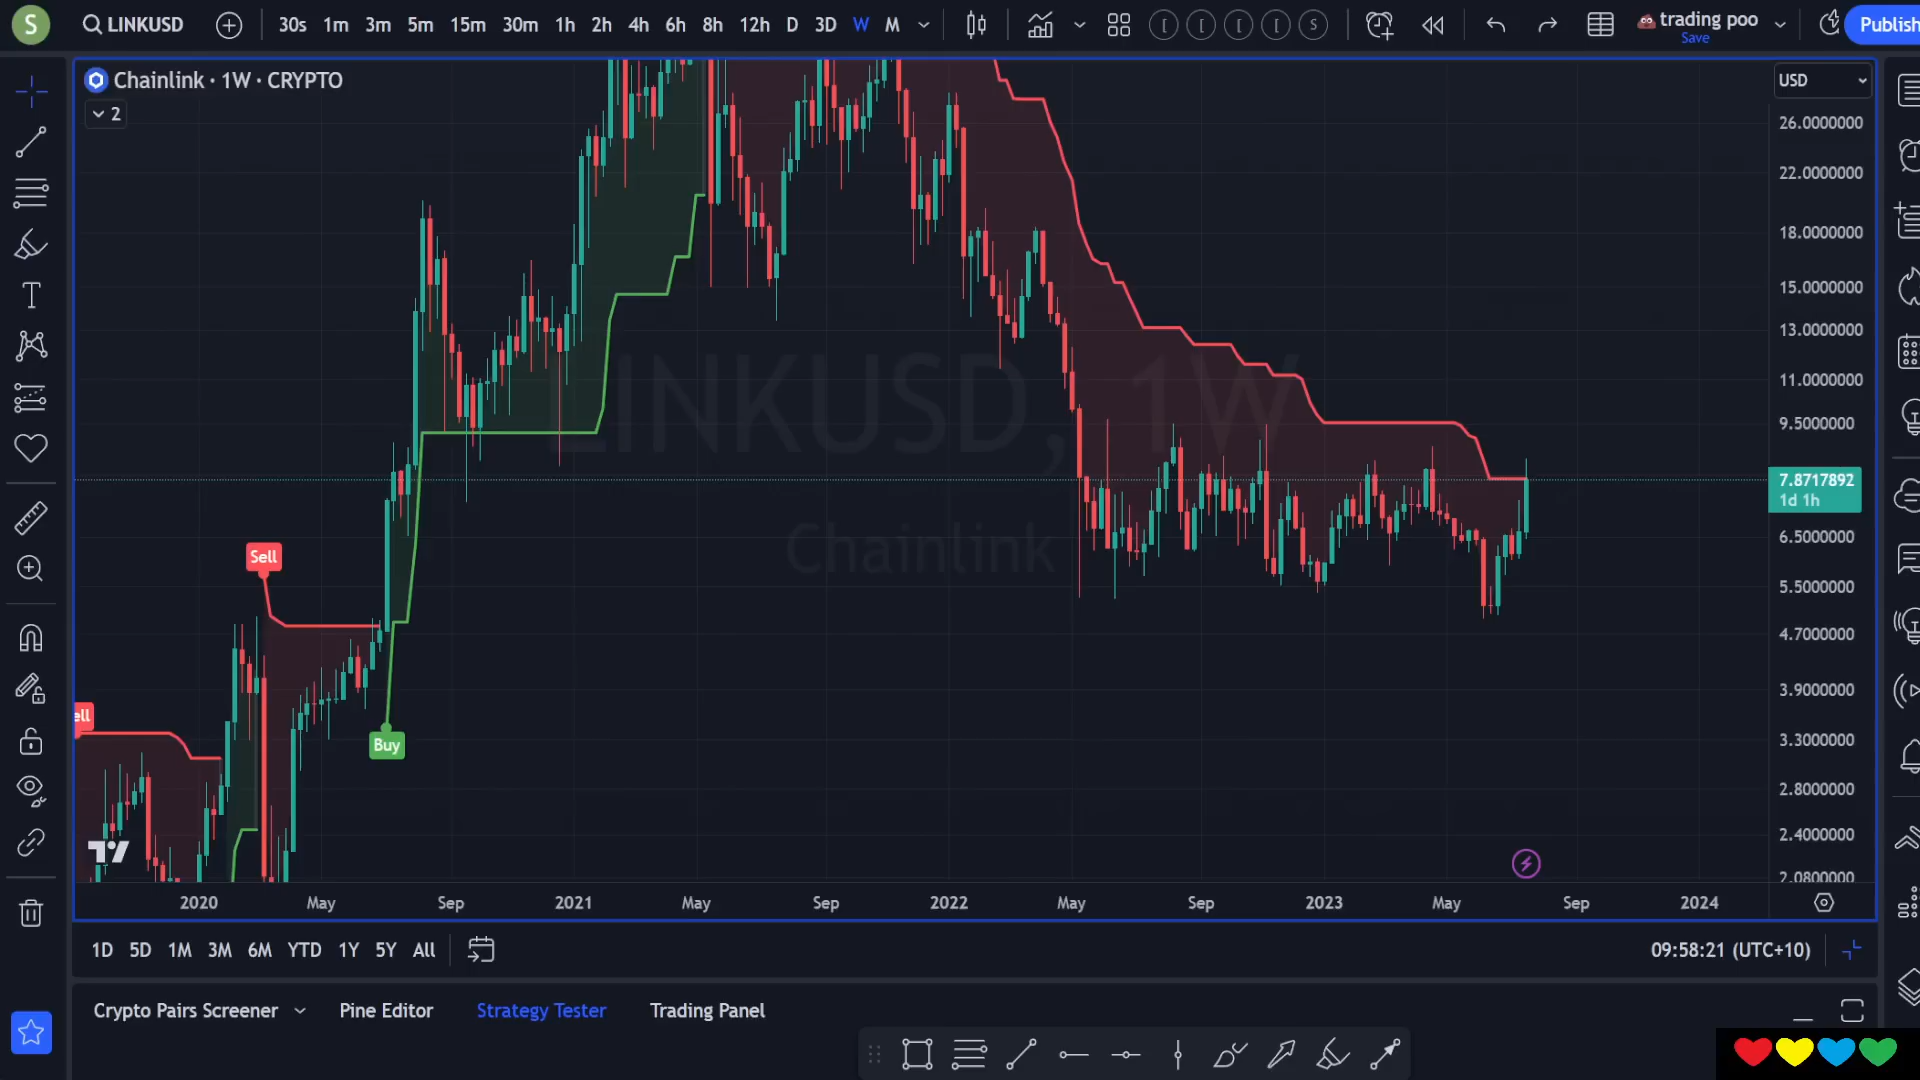 S LINKUSD 30s 1m 3m 5m 15m 30m 1h 2h 4h 6h 8h 12h D 3D W M [ [ [ [ S trading poo Publish
Save
Chainlink · 1W · CRYPTO USD
2
26.0000000
22.0000000
18.0000000
15.0000000
13.0000000
LINKUSD, 1W
11.0000000
9.5000000
7.8717892
1d 1h
Chainlink
6.5000000
Sell
5.5000000
4.7000000
3.9000000
ell
Buy
3.3000000
2.8000000
2.4000000
2.0800000
2020 May Sep 2021 May Sep 2022 May Sep 2023 May Sep 2024
1D 5D 1M 3M 6M YTD 1Y 5Y All 09:58:21 (UTC+10)
Crypto Pairs Screener Pine Editor Strategy Tester Trading Panel